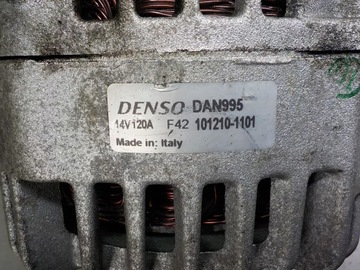 DENSO DAN995
14V120A F42 101210-1101
Made in: Italy